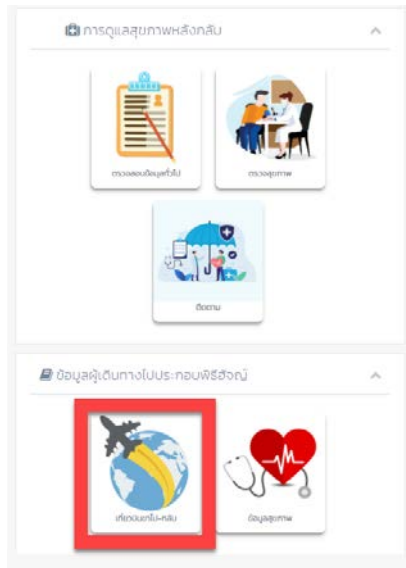 การดูแลสุขภาพหลังกลับ
ตรวจสอบข้อมูลทั่วไป
ตรวจสุขภาพ
ติดตาม
ข้อมูลผู้เดินทางไปประกอบพิธีฮัจญ์
เที่ยวบินขาไป-กลับ
ข้อมูลสุขภาพ